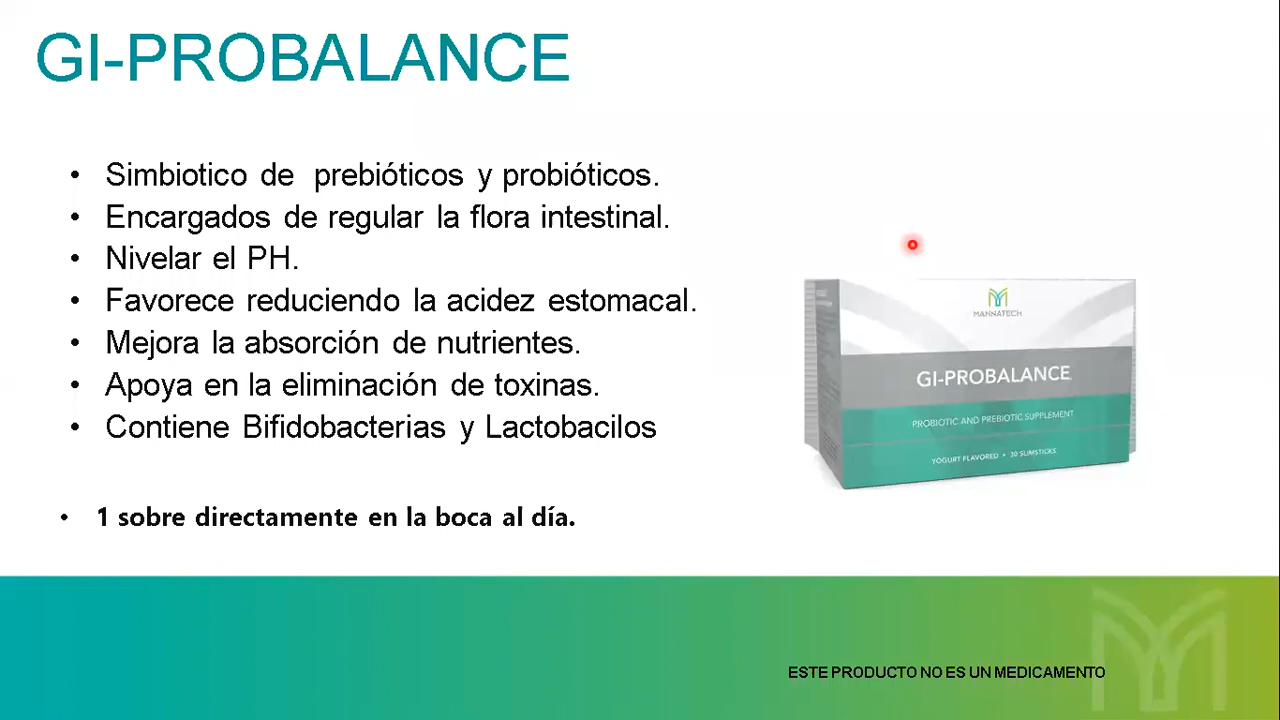 GI-PROBALANCE
• Simbiotico de prebióticos y probióticos.
• Encargados de regular la flora intestinal.
• Nivelar el PH.
• Favorece reduciendo la acidez estomacal.
• Mejora la absorción de nutrientes.
• Apoya en la eliminación de toxinas.
• Contiene Bifidobacterias y Lactobacilos
• 1 sobre directamente en la boca al día.
MANNATECH
GI-PROBALANCE
PROBIOTIC AND PREBIOTIC SUPPLEMENT
YOGURT FLAVORED • 30 SLIMSTICKS
ESTE PRODUCTO NO ES UN MEDICAMENTO